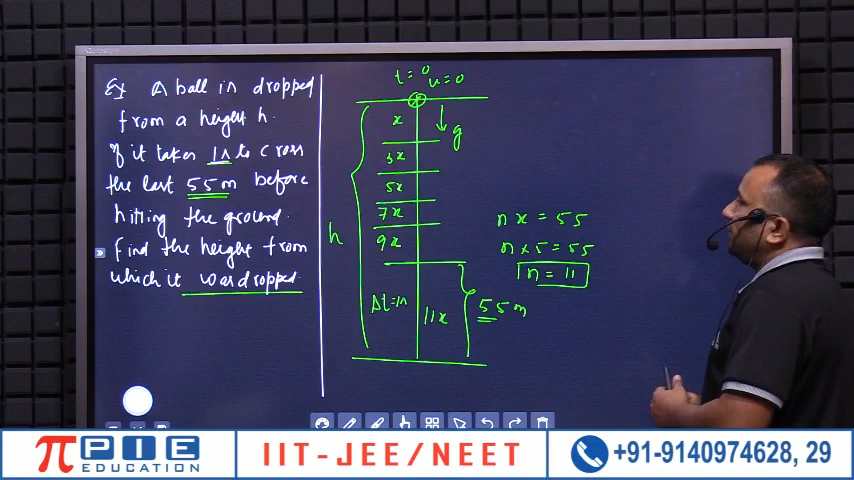 Ex A ball is dropped
from a height h.
If it takes 1s to cross
the last 55m before
hitting the ground.
find the height from
which it was dropped.
t=0 u=0
x
g
3x
5x
7x
9x
h
Δt=1s
11x
55m
n x = 55
n×5=55
n = 11
π PIE
EDUCATION
IIT-JEE/NEET
+91-9140974628, 29